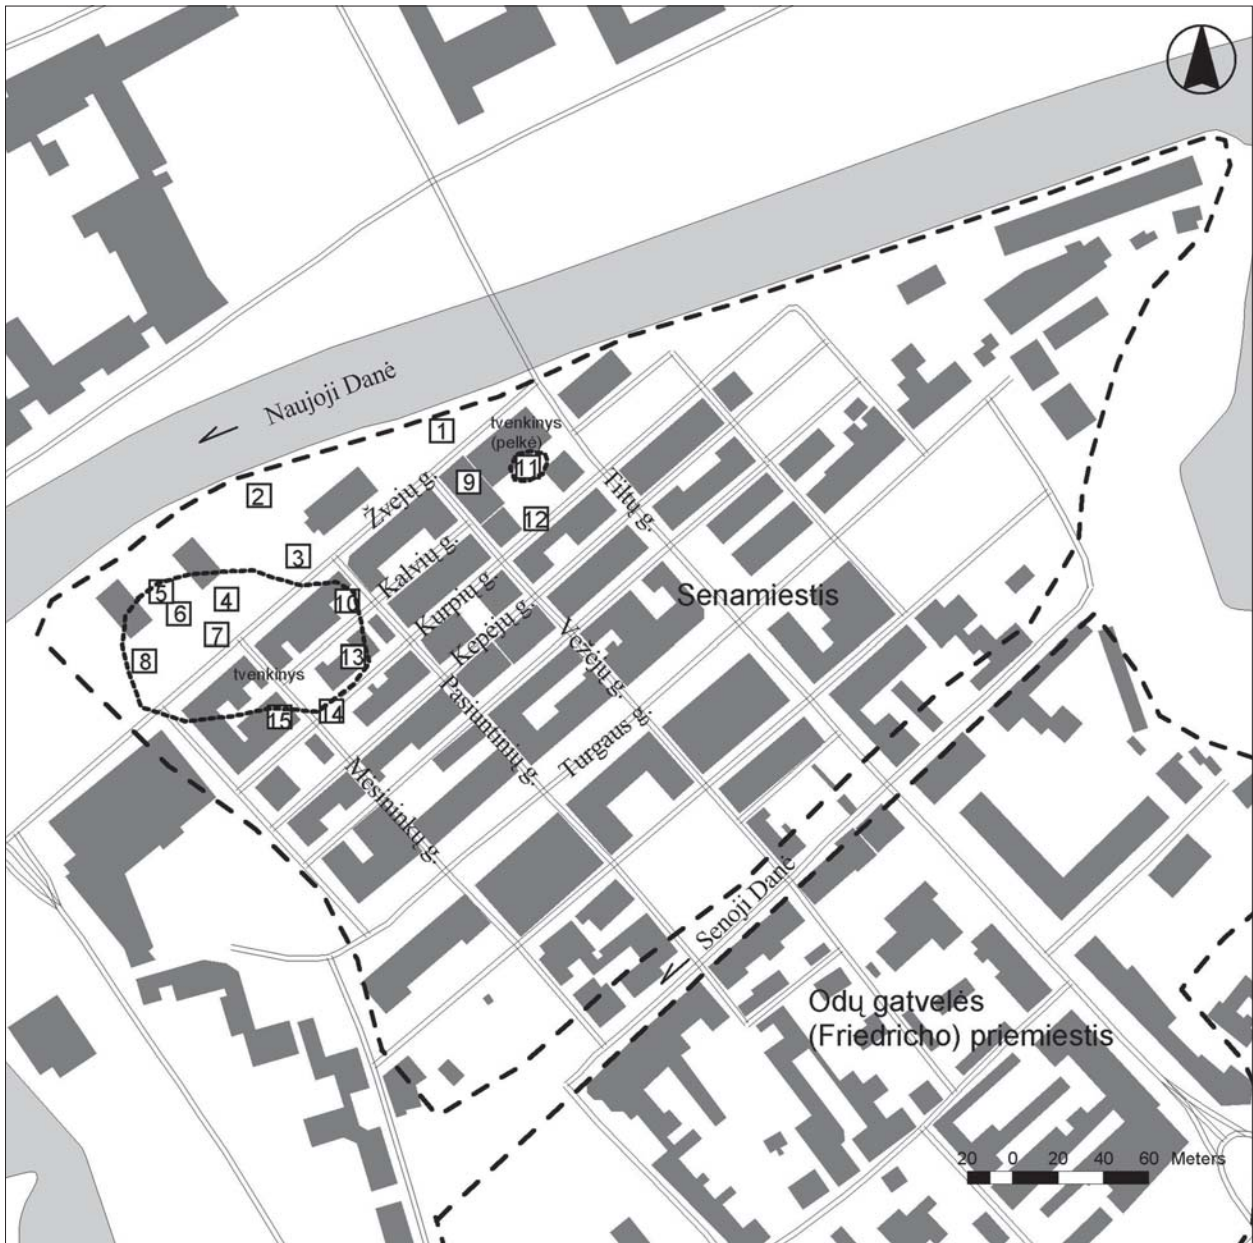 Naujoji Danė
1
tvenkinys
(pelkė)
11
9
2
12
Žvejų g.
Tiltų g.
3
Kalvių g.
5
4
6
10
Kurpių g.
Senamiestis
7
Kepėjų g.
8
13
tvenkinys
Vežėjų g.
14
15
Pasiuntinių g.
Turgaus g.
Mėsininkų g.
Senoji Danė
Odų gatvelės
(Friedricho) priemiestis
20 0 20 40 60 Meters